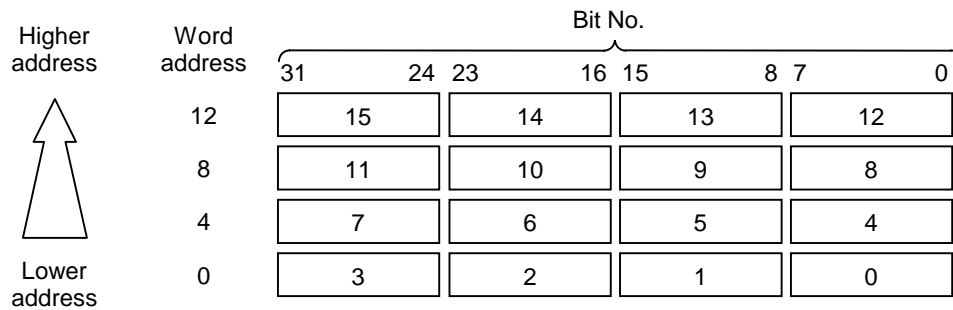 Bit No.
Higher address
Word address
31 24 23 16 15 8 7 0
12 15 14 13 12
8 11 10 9 8
4 7 6 5 4
Lower address
0 3 2 1 0